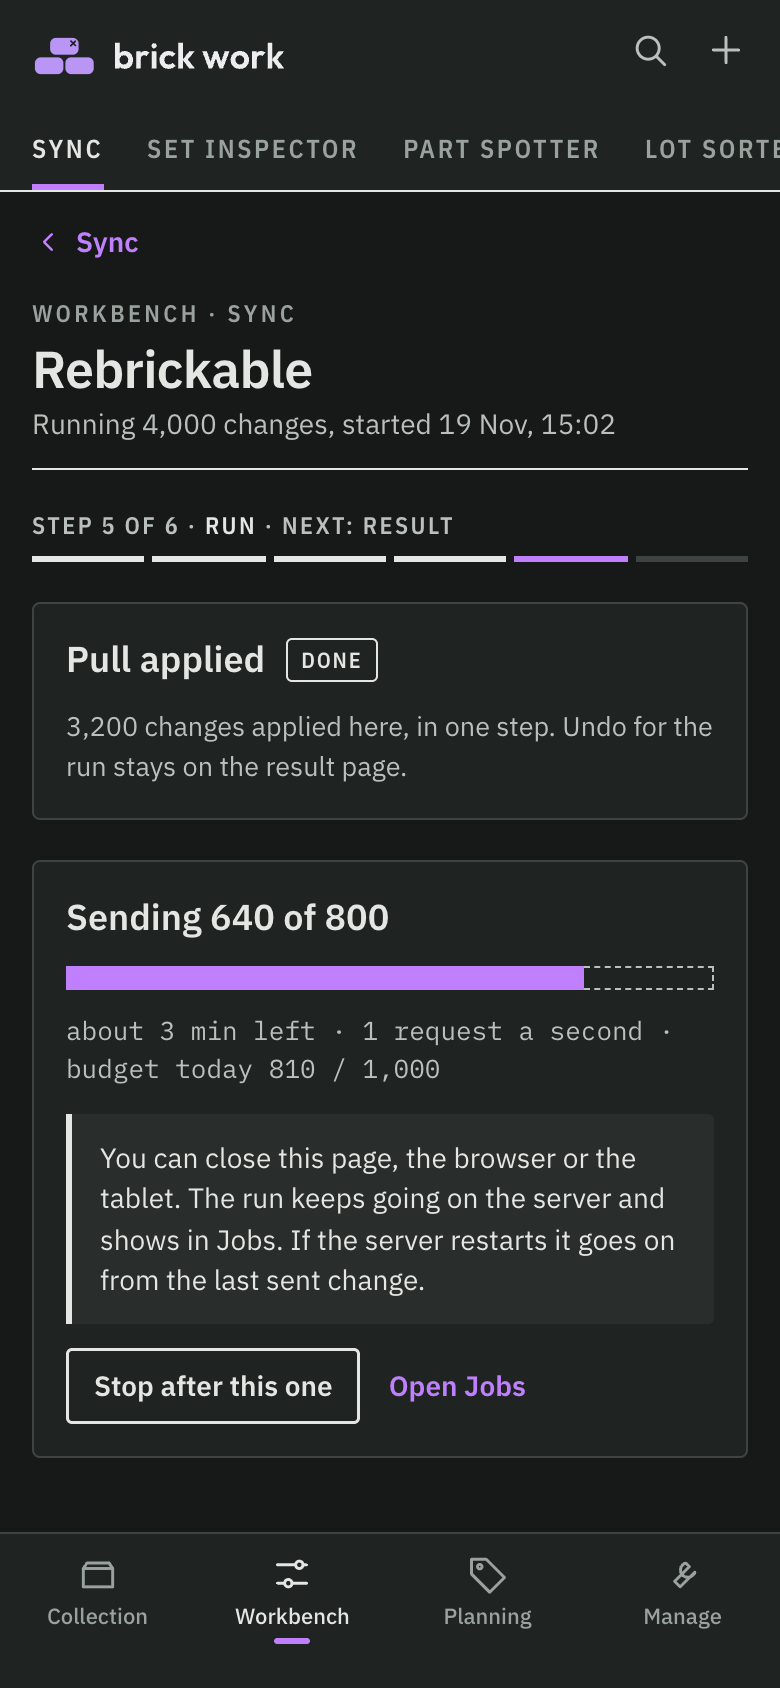 brick work
SYNC SET INSPECTOR PART SPOTTER LOT SORTE
Sync
WORKBENCH · SYNC
Rebrickable
Running 4,000 changes, started 19 Nov, 15:02
STEP 5 OF 6 · RUN · NEXT: RESULT
Pull applied DONE
3,200 changes applied here, in one step. Undo for the
run stays on the result page.
Sending 640 of 800
about 3 min left · 1 request a second ·
budget today 810 / 1,000
You can close this page, the browser or the
tablet. The run keeps going on the server and
shows in Jobs. If the server restarts it goes on
from the last sent change.
Stop after this one Open Jobs
Collection Workbench Planning Manage